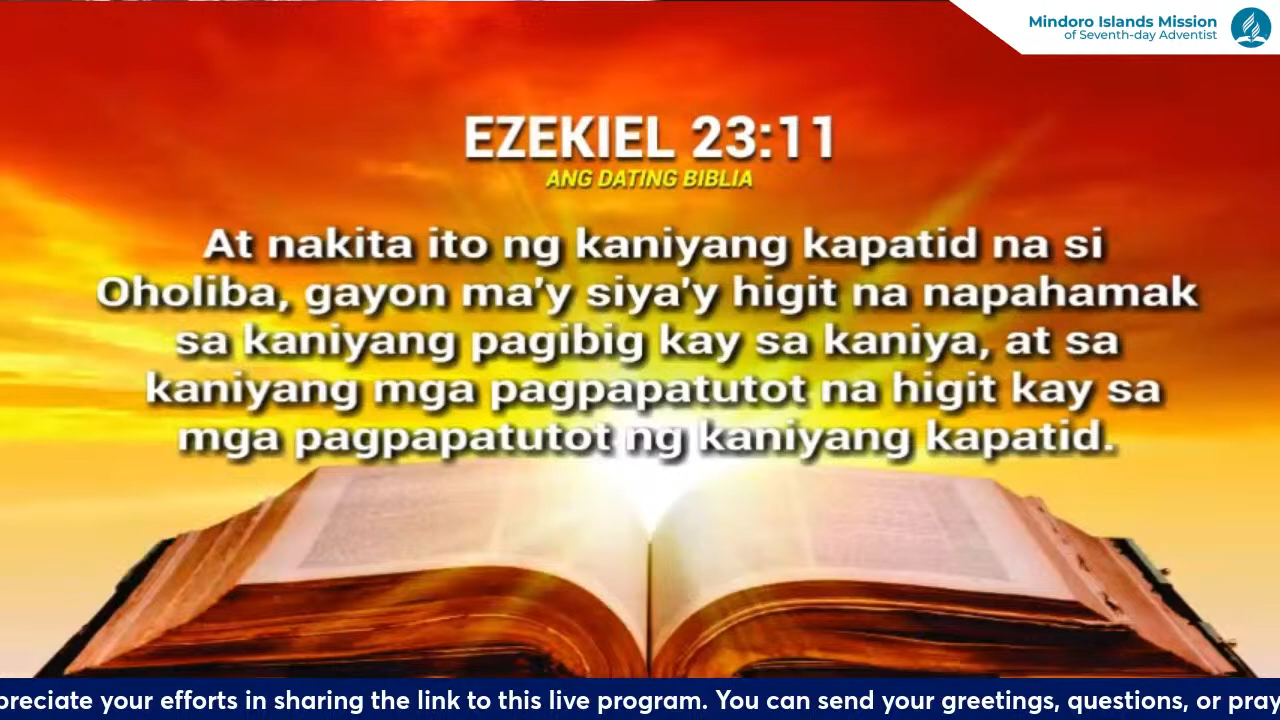 Mindoro Islands Mission
of Seventh-day Adventist
EZEKIEL 23:11
ANG DATING BIBLIA
At nakita ito ng kaniyang kapatid na si
Oholiba, gayon ma'y siya'y higit na napahamak
sa kaniyang pagibig kay sa kaniya, at sa
kaniyang mga pagpapatutot na higit kay sa
mga pagpapatutot ng kaniyang kapatid.
your efforts in sharing the link to this live program. You can send your greetings, questions, or